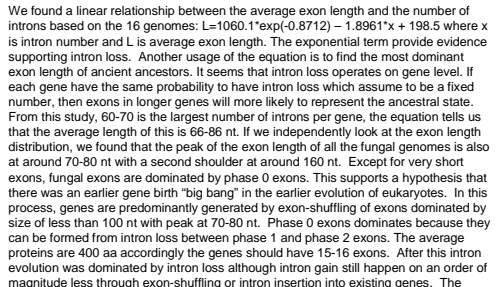 We found a linear relationship between the average exon length and the number of
introns based on the 16 genomes: L=1060.1*exp(-0.8712) – 1.8961*x + 198.5 where x
is intron number and L is average exon length. The exponential term provide evidence
supporting intron loss.  Another usage of the equation is to find the most dominant
exon length of ancient ancestors. It seems that intron loss operates on gene level. If
each gene have the same probability to have intron loss which assume to be a fixed
number, then exons in longer genes will more likely to represent the ancestral state.
From this study, 60-70 is the largest number of introns per gene, the equation tells us
that the average length of this is 66-86 nt. If we independently look at the exon length
distribution, we found that the peak of the exon length of all the fungal genomes is also
at around 70-80 nt with a second shoulder at around 160 nt.  Except for very short
exons, fungal exons are dominated by phase 0 exons. This supports a hypothesis that
there was an earlier gene birth “big bang” in the earlier evolution of eukaryotes.  In this
process, genes are predominantly generated by exon-shuffling of exons dominated by
size of less than 100 nt with peak at 70-80 nt.  Phase 0 exons dominates because they
can be formed from intron loss between phase 1 and phase 2 exons. The average
proteins are 400 aa accordingly the genes should have 15-16 exons.  After this intron
evolution was dominated by intron loss although intron gain still happen on an order of
magnitude less through exon-shuffling or intron insertion into existing genes.  The